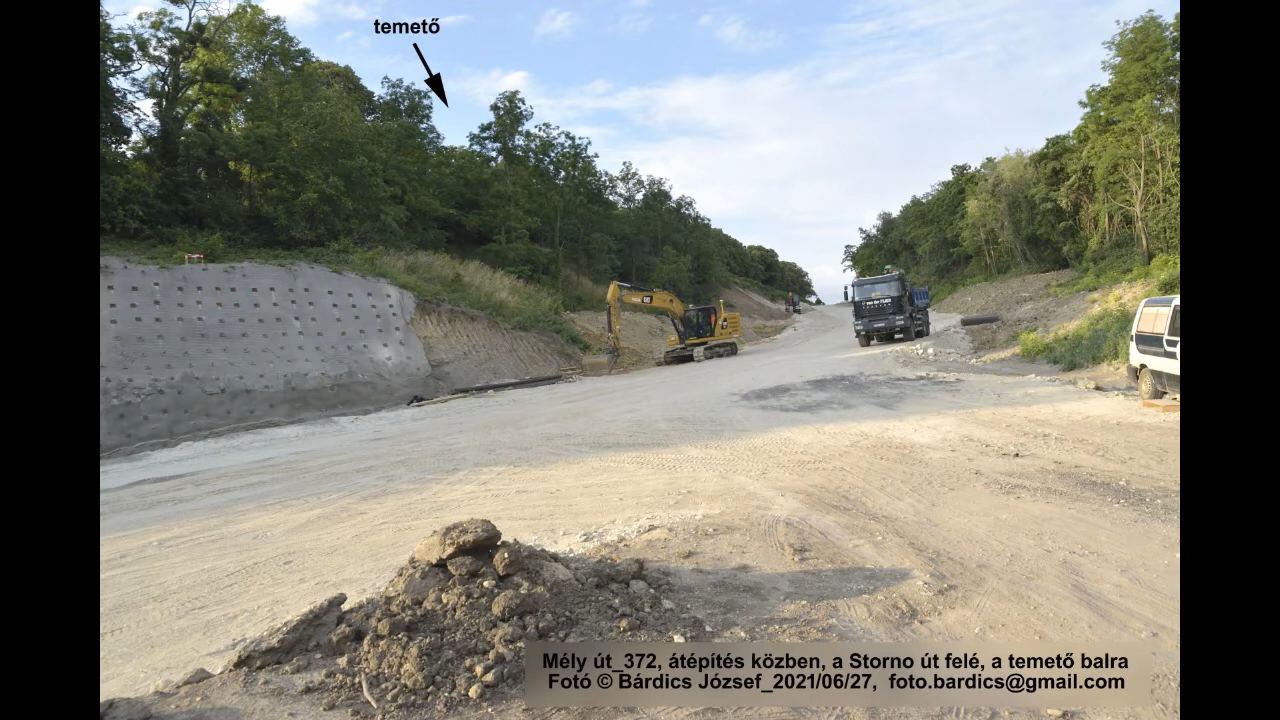 temető
CAT
Mély út_372, átépítés közben, a Storno út felé, a temető balra
Fotó © Bárdics József_2021/06/27, foto.bardics@gmail.com